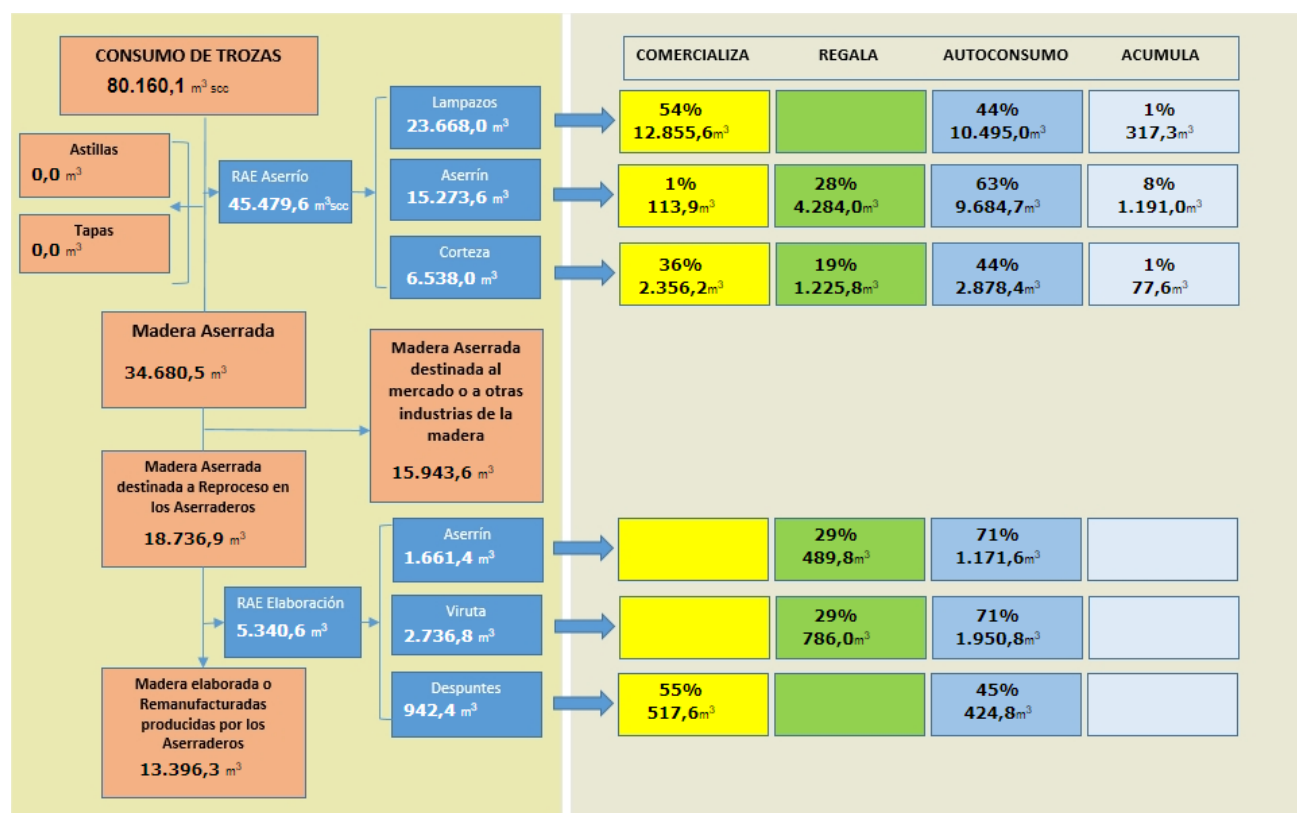 CONSUMO DE TROZAS
80.160,1 m³ scc
Astillas
0,0 m³
Tapas
0,0 m³
RAE Aserrío
45.479,6 m³scc
Lampazos
23.668,0 m³
Aserrín
15.273,6 m³
Corteza
6.538,0 m³
COMERCIALIZA REGALA AUTOCONSUMO ACUMULA
54% 44% 1%
12.855,6m³ 10.495,0m³ 317,3m³
1% 28% 63% 8%
113,9m³ 4.284,0m³ 9.684,7m³ 1.191,0m³
36% 19% 44% 1%
2.356,2m³ 1.225,8m³ 2.878,4m³ 77,6m³
Madera Aserrada
34.680,5 m³
Madera Aserrada
destinada al
mercado o a otras
industrias de la
madera
15.943,6 m³
Madera Aserrada
destinada a Reproceso en
los Aserraderos
18.736,9 m³
RAE Elaboración
5.340,6 m³
Aserrín
1.661,4 m³
Viruta
2.736,8 m³
Despuntes
942,4 m³
29% 71%
489,8m³ 1.171,6m³
29% 71%
786,0m³ 1.950,8m³
55% 45%
517,6m³ 424,8m³
Madera elaborada o
Remanufacturadas
producidas por los
Aserraderos
13.396,3 m³